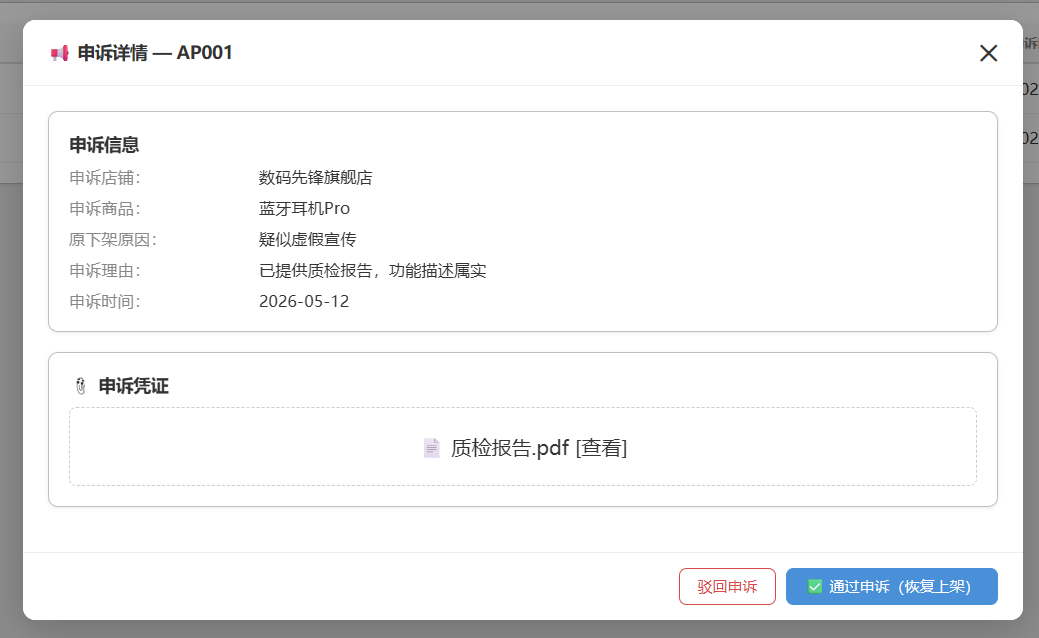 申诉详情 — AP001
申诉信息
申诉店铺： 数码先锋旗舰店
申诉商品： 蓝牙耳机Pro
原下架原因： 疑似虚假宣传
申诉理由： 已提供质检报告，功能描述属实
申诉时间： 2026-05-12
申诉凭证
质检报告.pdf [查看]
驳回申诉
通过申诉（恢复上架）